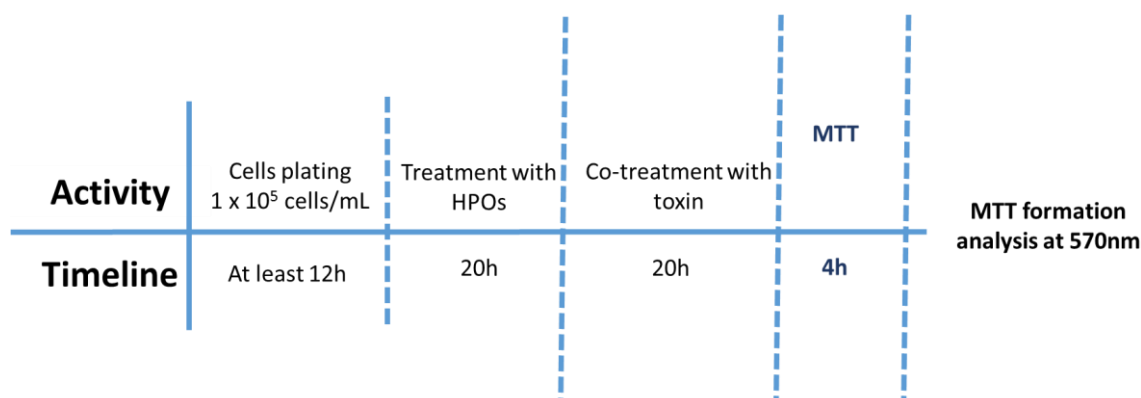 Activity
Cells plating
1 x 10⁵ cells/mL
Treatment with
HPOs
Co-treatment with
toxin
MTT
MTT formation
analysis at 570nm
Timeline
At least 12h
20h
20h
4h